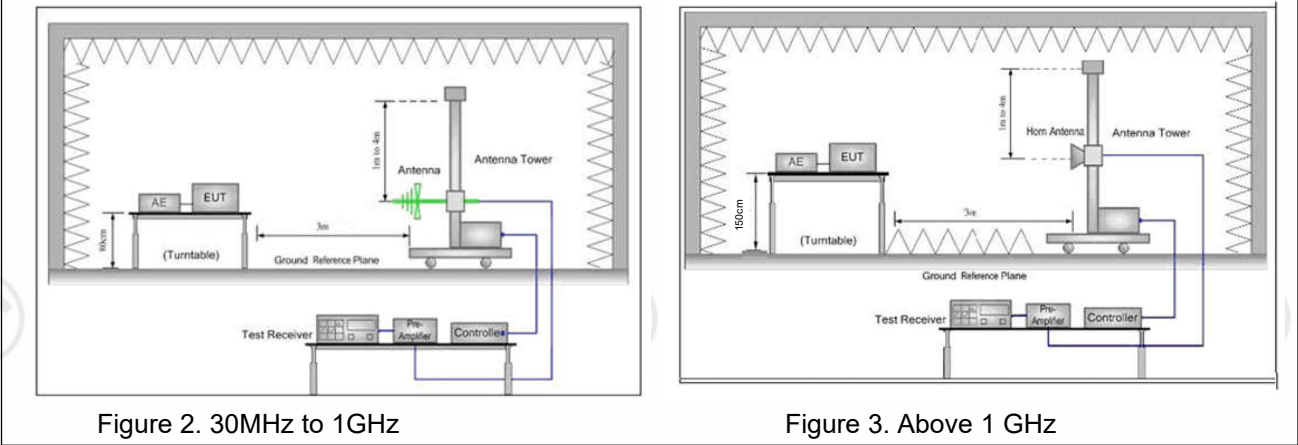 1m to 4m
Antenna
Antenna Tower
AE
EUT
80cm
3m
(Turntable)
Ground Reference Plane
Test Receiver
Pre-
Amplifier
Controller
Figure 2. 30MHz to 1GHz
1m to 4m
Horn Antenna
Antenna Tower
AE
EUT
150cm
3m
(Turntable)
Ground Reference Plane
Test Receiver
Pre-
Amplifier
Controller
Figure 3. Above 1 GHz